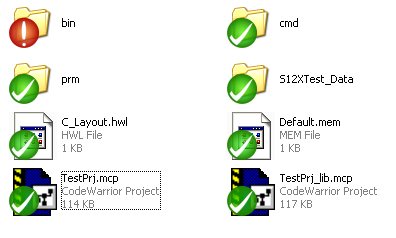 bin
cmd
prm
S12XTest_Data
C_Layout.hwl
HWL File
1 KB
Default.mem
MEM File
1 KB
TestPrj.mcp
CodeWarrior Project
114 KB
TestPrj_lib.mcp
CodeWarrior Project
117 KB